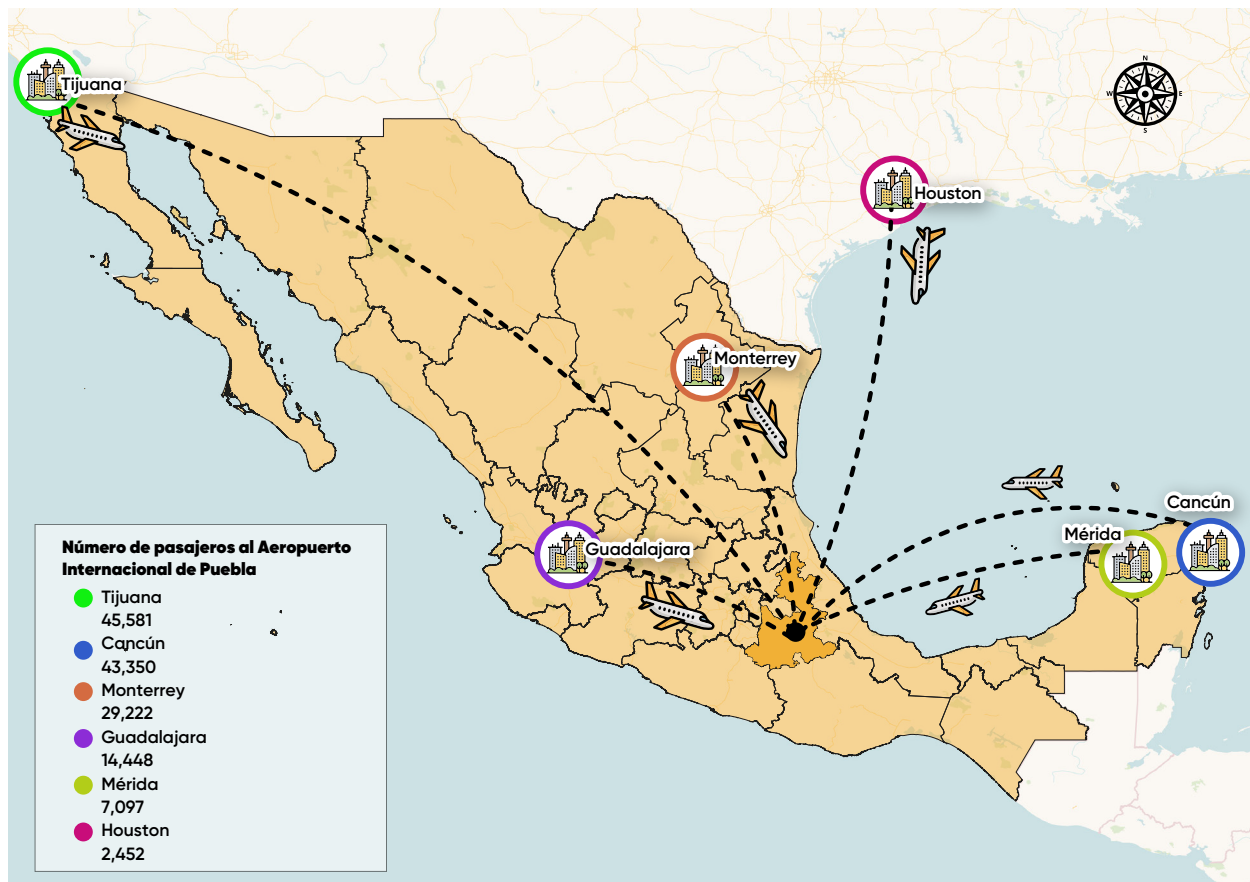 Tijuana
N
W
E
S
Houston
Monterrey
Cancún
Mérida
Guadalajara
Número de pasajeros al Aeropuerto
Internacional de Puebla
Tijuana
45,581
Cancún
43,350
Monterrey
29,222
Guadalajara
14,448
Mérida
7,097
Houston
2,452